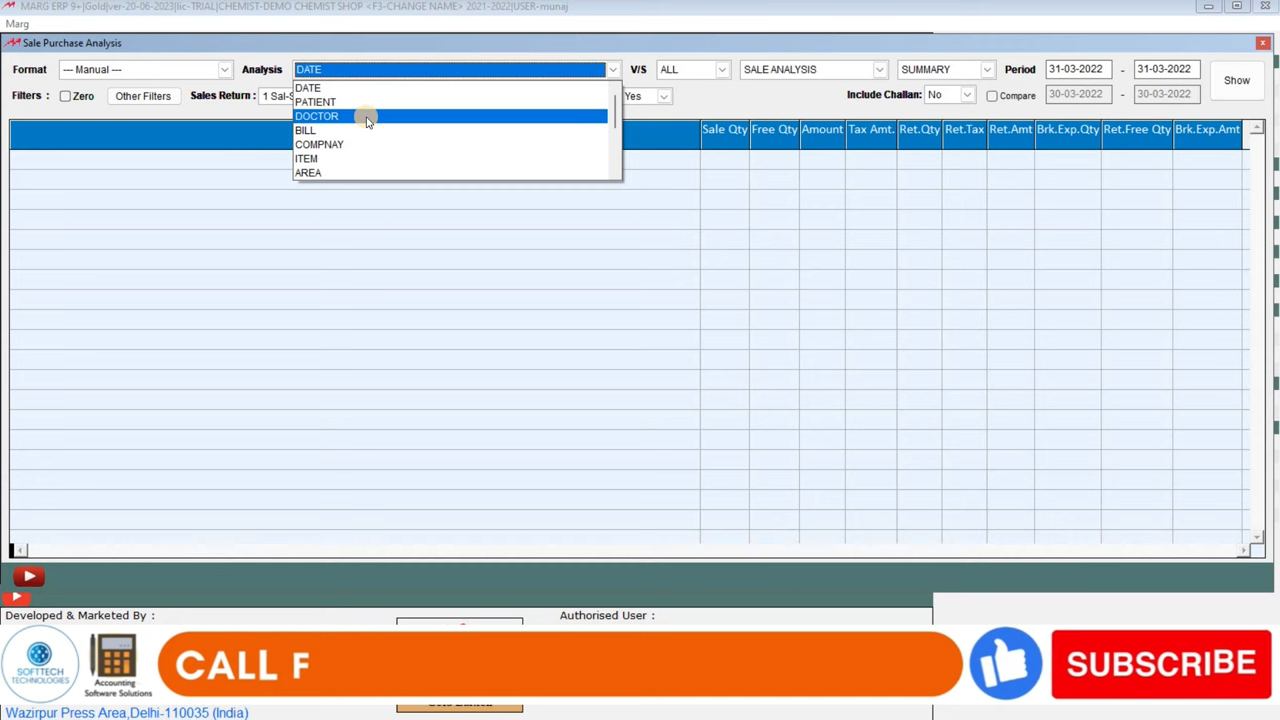 MARG ERP 9+|Gold|ver-20-06-2023|lic-TRIAL|CHEMIST-DEMO CHEMIST SHOP <F3-CHANGE NAME> 2021-2022|USER-munaj
Marg
Sale Purchase Analysis
Format --- Manual --- Analysis DATE V/S ALL SALE ANALYSIS SUMMARY Period 31-03-2022 - 31-03-2022 Show
Filters : Zero Other Filters Sales Return : 1 Sal-S Yes Include Challan: No Compare 30-03-2022 - 30-03-2022
DATE
PATIENT
DOCTOR
BILL
COMPNAY
ITEM
AREA
Sale Qty Free Qty Amount Tax Amt. Ret.Qty Ret.Tax Ret.Amt Brk.Exp.Qty Ret.Free Qty Brk.Exp.Amt
Developed & Marketed By : Authorised User :
SOFTTECH
TECHNOLOGIES
Accounting
Software Solutions
CALL F
SUBSCRIBE
Wazirpur Press Area,Delhi-110035 (India)